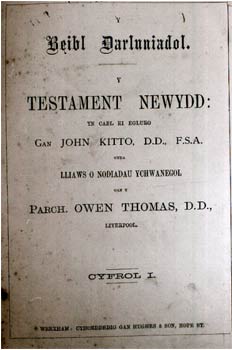 Y
Beibl Darluniadol.
Y
TESTAMENT NEWYDD:
YN CAEL EI EGLURO
GAN JOHN KITTO, D.D., F.S.A.
GYDA
LLIAWS O NODIADAU YCHWANEGOL
GAN Y
PARCH. OWEN THOMAS, D.D.,
LIVERPOOL.
CYFROL I.
WREXHAM: CYHOEDDEDIG GAN HUGHES & SON, HOPE ST.